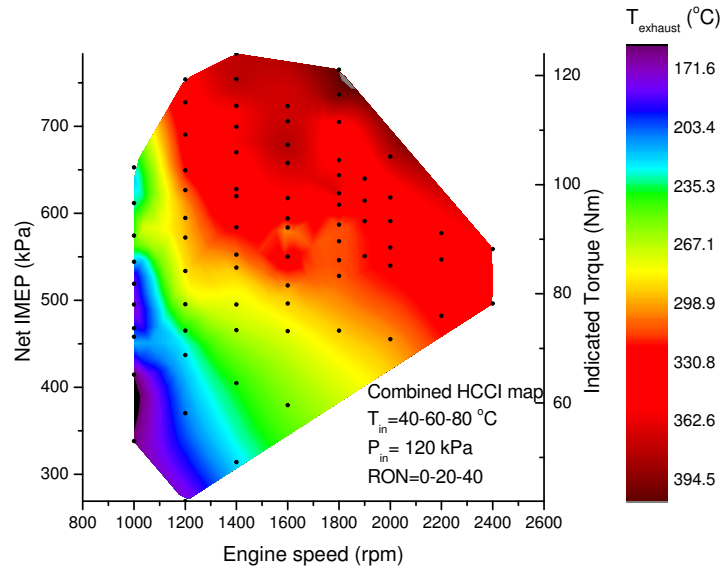 T_exhaust (°C)
171.6
203.4
235.3
267.1
298.9
330.8
362.6
394.5
Net IMEP (kPa)
700
600
500
400
300
Indicated Torque (Nm)
120
100
80
60
Combined HCCI map
T_in=40-60-80 °C
P_in= 120 kPa
RON=0-20-40
800 1000 1200 1400 1600 1800 2000 2200 2400 2600
Engine speed (rpm)